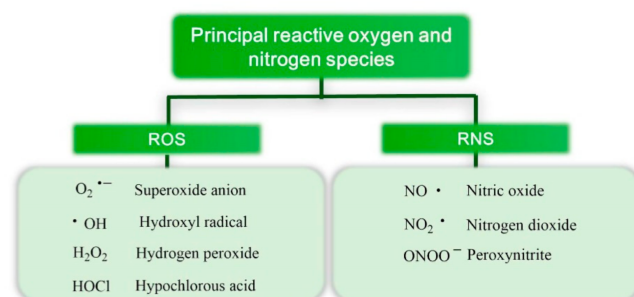 Principal reactive oxygen and
nitrogen species
ROS
O₂•− Superoxide anion
• OH Hydroxyl radical
H₂O₂ Hydrogen peroxide
HOCl Hypochlorous acid
RNS
NO • Nitric oxide
NO₂ • Nitrogen dioxide
ONOO− Peroxynitrite